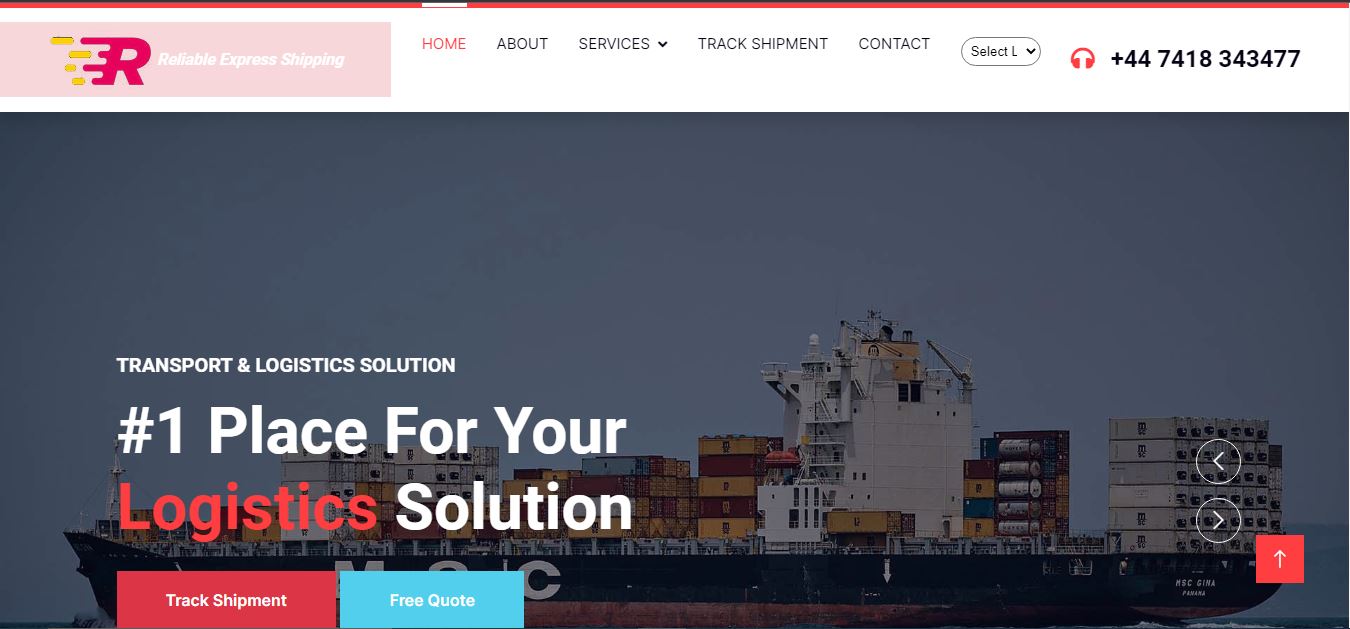 Reliable Express Shipping
HOME
ABOUT
SERVICES
TRACK SHIPMENT
CONTACT
Select L
+44 7418 343477
TRANSPORT & LOGISTICS SOLUTION
#1 Place For Your
Logistics Solution
Track Shipment
Free Quote
M S C
MSC GINA
PANAMA